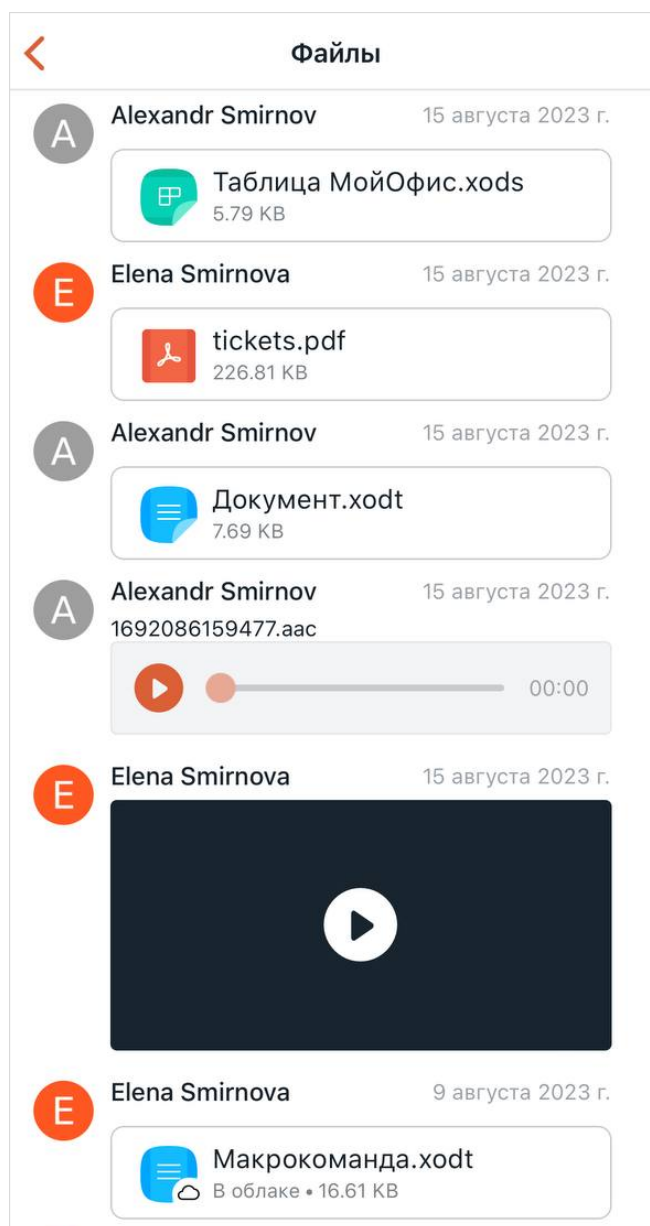 Файлы
A
Alexandr Smirnov 15 августа 2023 г.
Таблица МойОфис.xods
5.79 KB
E
Elena Smirnova 15 августа 2023 г.
tickets.pdf
226.81 KB
A
Alexandr Smirnov 15 августа 2023 г.
Документ.xodt
7.69 KB
A
Alexandr Smirnov 15 августа 2023 г.
1692086159477.aac
00:00
E
Elena Smirnova 15 августа 2023 г.
E
Elena Smirnova 9 августа 2023 г.
Макрокоманда.xodt
В облаке • 16.61 KB